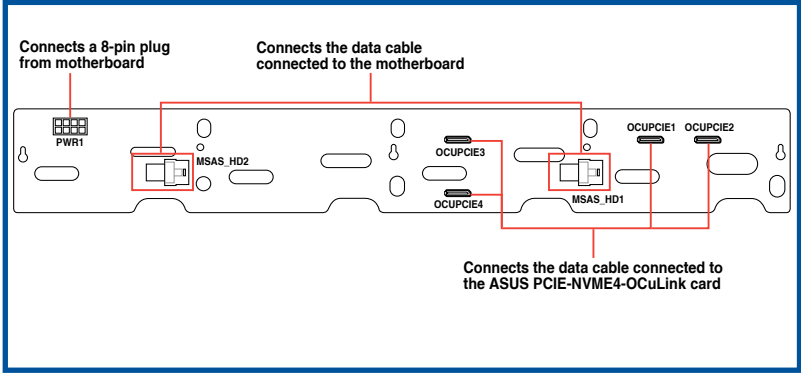 Connects a 8-pin plug
from motherboard
Connects the data cable
connected to the motherboard
PWR1
MSAS_HD2
OCUPCIE3
OCUPCIE4
MSAS_HD1
OCUPCIE1
OCUPCIE2
Connects the data cable connected to
the ASUS PCIE-NVME4-OCuLink card